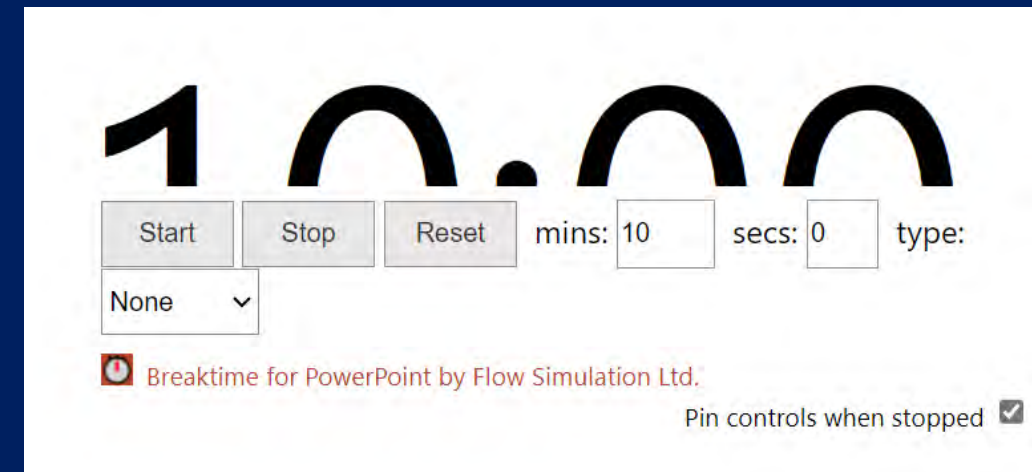 10:00
Start Stop Reset mins: 10 secs: 0 type:
None
Breaktime for PowerPoint by Flow Simulation Ltd.
Pin controls when stopped